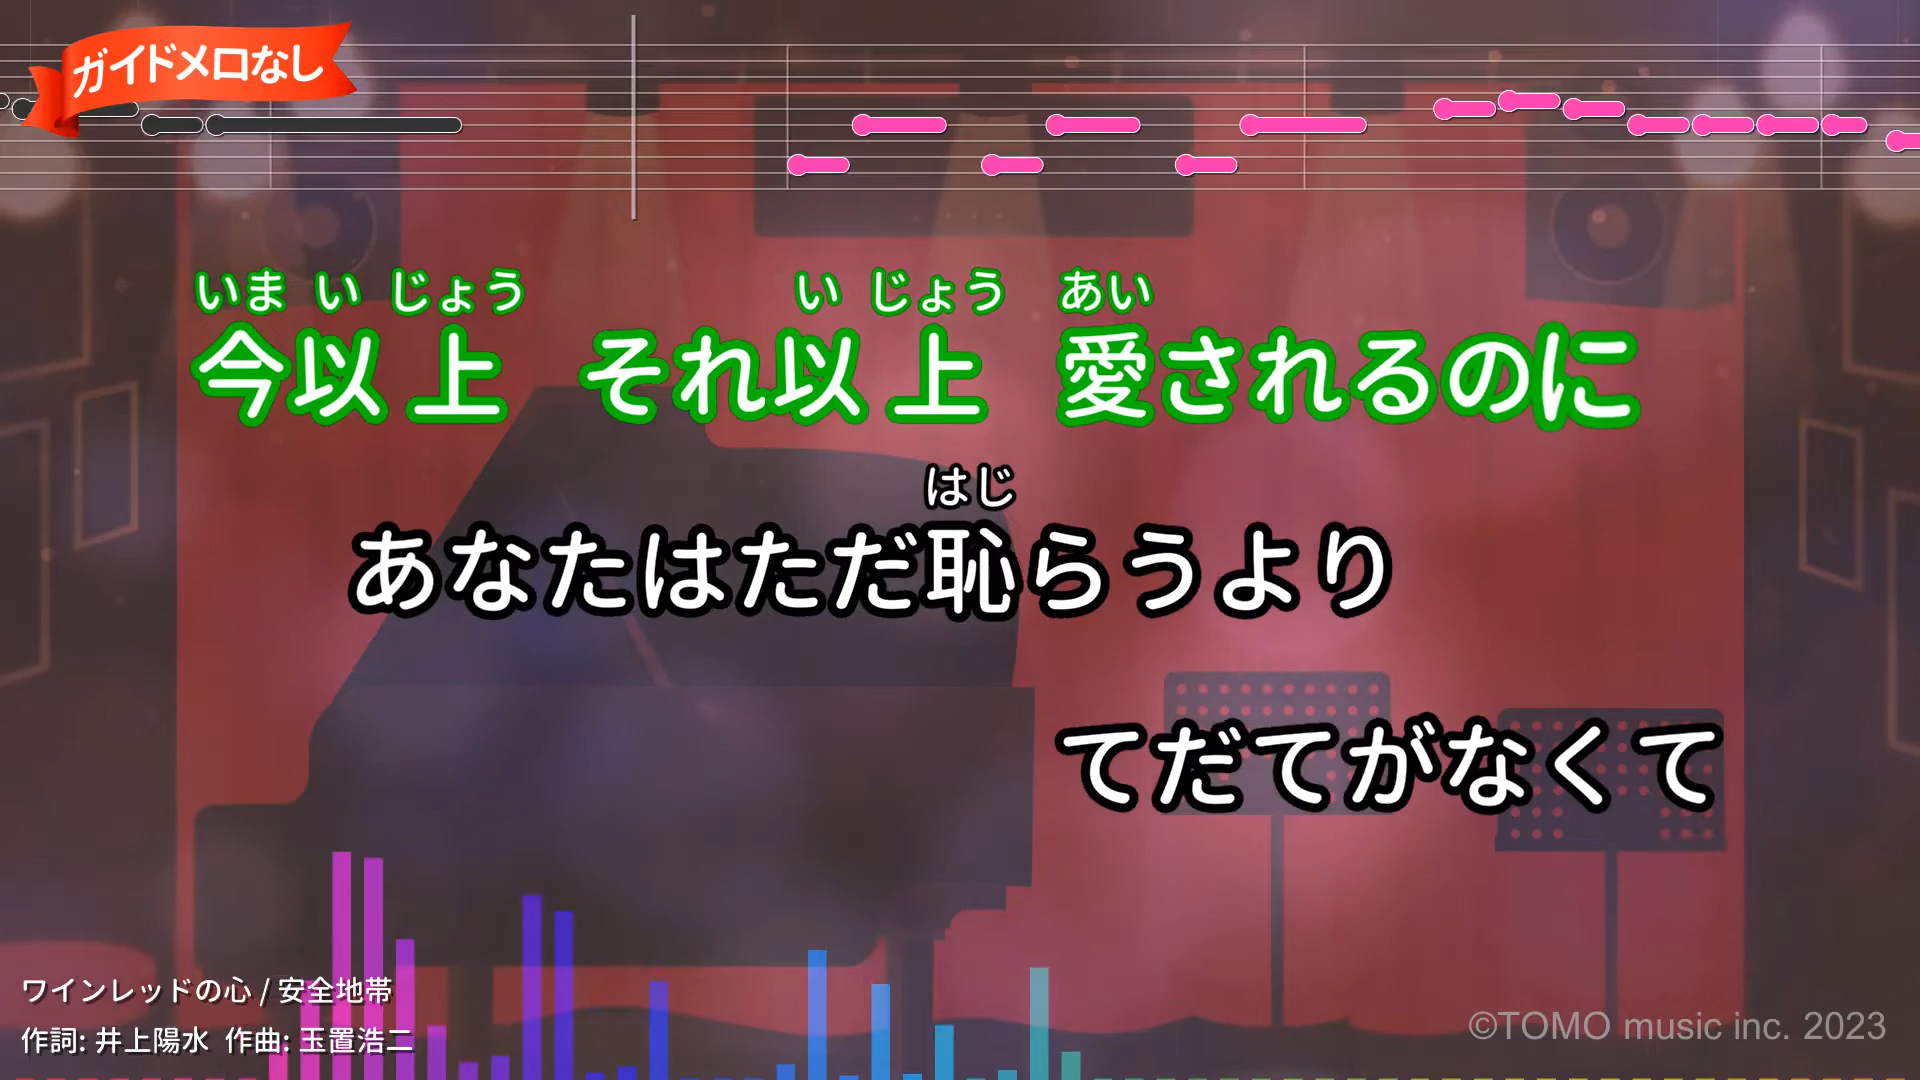 ガイドメロなし
いま い じょう い じょう あい
今以上 それ以上 愛されるのに
はじ
あなたはただ恥らうより
てだてがなくて
ワインレッドの心 / 安全地帯
作詞: 井上陽水 作曲: 玉置浩二
©TOMO music inc. 2023